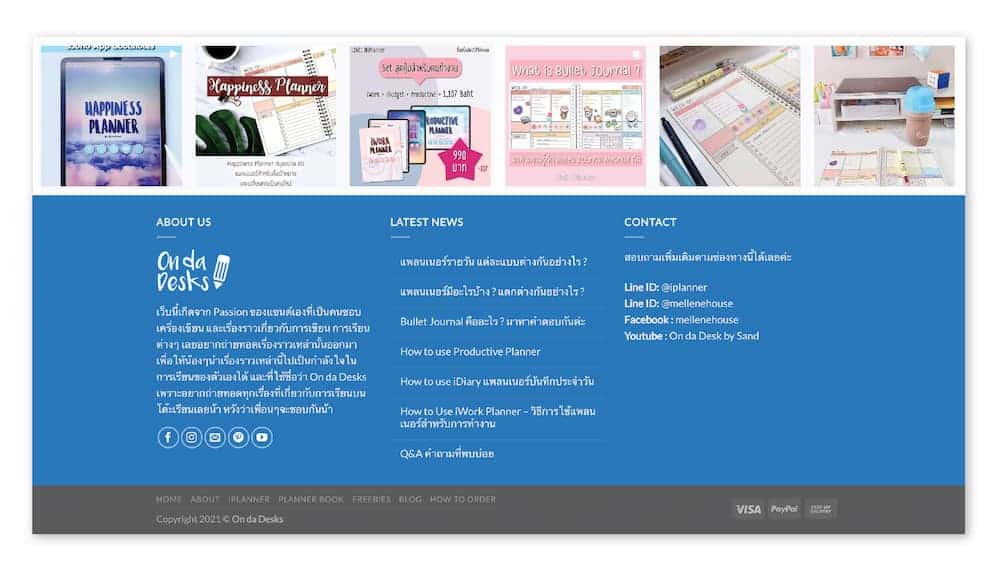 HAPPINESS
PLANNER
Happiness Planner
LINE: @iPlanner
Set สุดคุ้มสำหรับคนทำงาน
iWork + iBudget + Productive = 1,187 Baht
iWORK
PLANNER
PRODUCTIVE
PLANNER
990
บาท
What is Bullet Journal ?
ABOUT US
On da
Desks
เว็บนี้เกิดจาก Passion ของแซนด์เองที่เป็นคนชอบ
เครื่องเขียน และเรื่องราวเกี่ยวกับการเขียน การเรียน
ต่างๆ เลยอยากถ่ายทอดเรื่องราวเหล่านั้นออกมา
เพื่อให้น้องๆนำเรื่องราวเหล่านี้ไปเป็นกำลังใจใน
การเรียนของตัวเองได้ และที่ใช้ชื่อว่า On da Desks
เพราะอยากถ่ายทอดทุกเรื่องที่เกี่ยวกับการเรียนบน
โต๊ะเรียนเลยน้า หวังว่าเพื่อนๆจะชอบกันน้า
LATEST NEWS
แพลนเนอร์รายวัน แต่ละแบบต่างกันอย่างไร ?
แพลนเนอร์มีอะไรบ้าง ? แตกต่างกันอย่างไร ?
Bullet Journal คืออะไร ? มาหาคำตอบกันค่ะ
How to use Productive Planner
How to use iDiary แพลนเนอร์บันทึกประจำวัน
How to Use iWork Planner – วิธีการใช้แพลน
เนอร์สำหรับการทำงาน
Q&A คำถามที่พบบ่อย
CONTACT
สอบถามเพิ่มเติมตามช่องทางนี้ได้เลยค่ะ
Line ID: @iplanner
Line ID: @mellenehouse
Facebook : mellenehouse
Youtube : On da Desk by Sand
HOME ABOUT IPLANNER PLANNER BOOK FREEBIES BLOG HOW TO ORDER
Copyright 2021 © On da Desks
VISA PayPal CASH ON DELIVERY